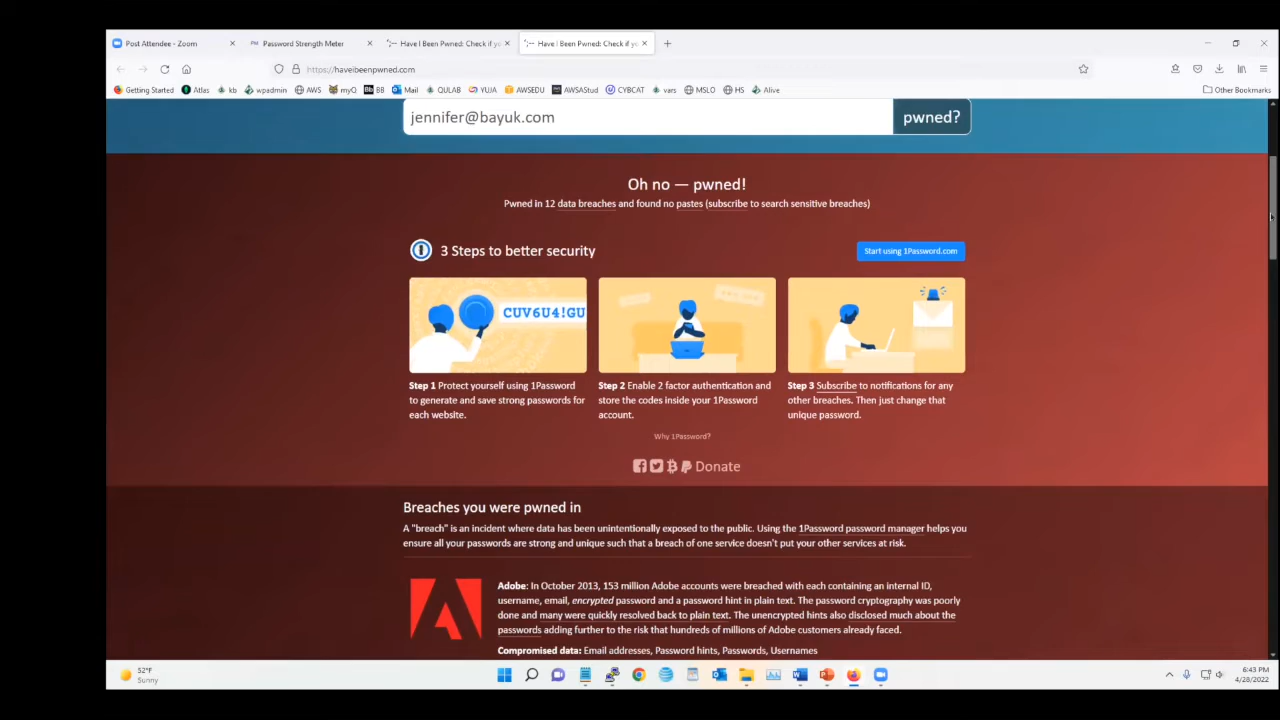 Post Attendee - Zoom
Password Strength Meter
Have I Been Pwned: Check if yo
Have I Been Pwned: Check if yo
https://haveibeenpwned.com
Getting Started Atlas kb wpadmin AWS myQ Bb BB Mail QULAB YUJA AWSEDU AWSAStud CYBCAT vars MSLO HS Alive Other Bookmarks
jennifer@bayuk.com pwned?
Oh no — pwned!
Pwned in 12 data breaches and found no pastes (subscribe to search sensitive breaches)
3 Steps to better security
Start using 1Password.com
CUV6U4!GU
Step 1 Protect yourself using 1Password
to generate and save strong passwords for
each website.
Step 2 Enable 2 factor authentication and
store the codes inside your 1Password
account.
Step 3 Subscribe to notifications for any
other breaches. Then just change that
unique password.
Why 1Password?
Donate
Breaches you were pwned in
A "breach" is an incident where data has been unintentionally exposed to the public. Using the 1Password password manager helps you
ensure all your passwords are strong and unique such that a breach of one service doesn't put your other services at risk.
Adobe: In October 2013, 153 million Adobe accounts were breached with each containing an internal ID,
username, email, encrypted password and a password hint in plain text. The password cryptography was poorly
done and many were quickly resolved back to plain text. The unencrypted hints also disclosed much about the
passwords adding further to the risk that hundreds of millions of Adobe customers already faced.
Compromised data: Email addresses, Password hints, Passwords, Usernames
52°F
Sunny
6:43 PM
4/28/2022